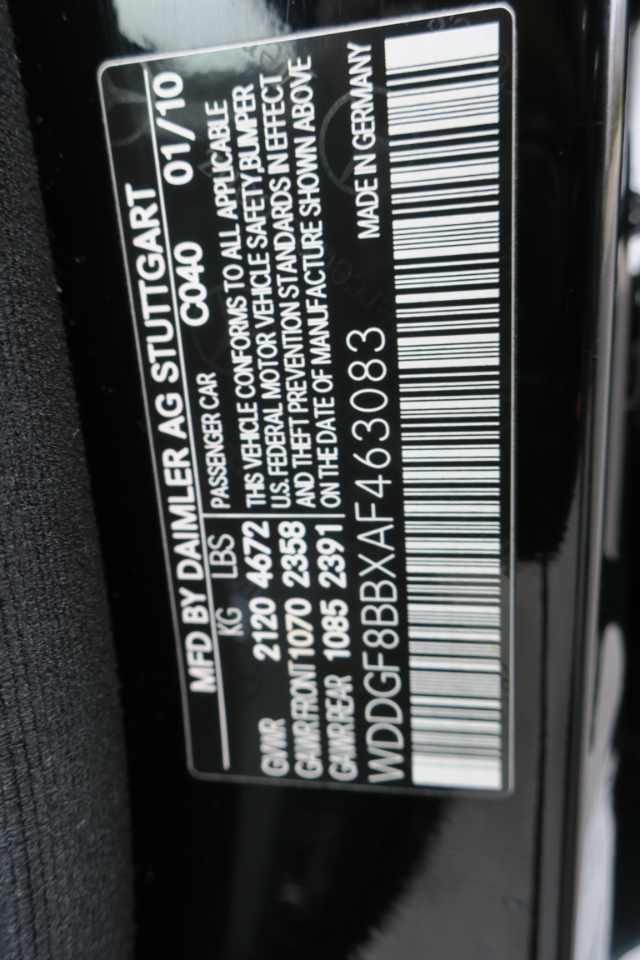 MFD BY DAIMLER AG STUTTGART
KG LBS C040 01/10
PASSENGER CAR
GVWR 2120 4672
GAWR FRONT 1070 2358
GAWR REAR 1085 2391
THIS VEHICLE CONFORMS TO ALL APPLICABLE
U.S. FEDERAL MOTOR VEHICLE SAFETY,BUMPER
AND THEFT PREVENTION STANDARDS IN EFFECT
ON THE DATE OF MANUFACTURE SHOWN ABOVE
WDDGF8BBXAF463083 MADE IN GERMANY